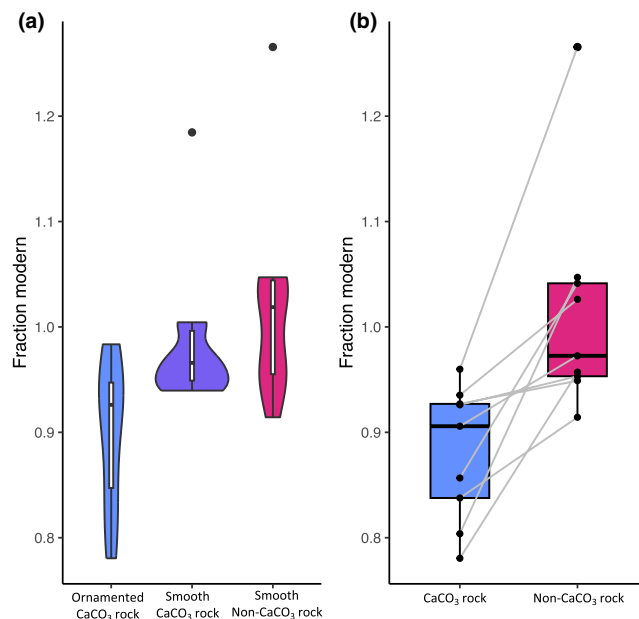 (a)
Fraction modern
1.2
1.1
1.0
0.9
0.8
Ornamented
CaCO₃ rock
Smooth
CaCO₃ rock
Smooth
Non-CaCO₃ rock
(b)
Fraction modern
1.2
1.1
1.0
0.9
0.8
CaCO₃ rock
Non-CaCO₃ rock